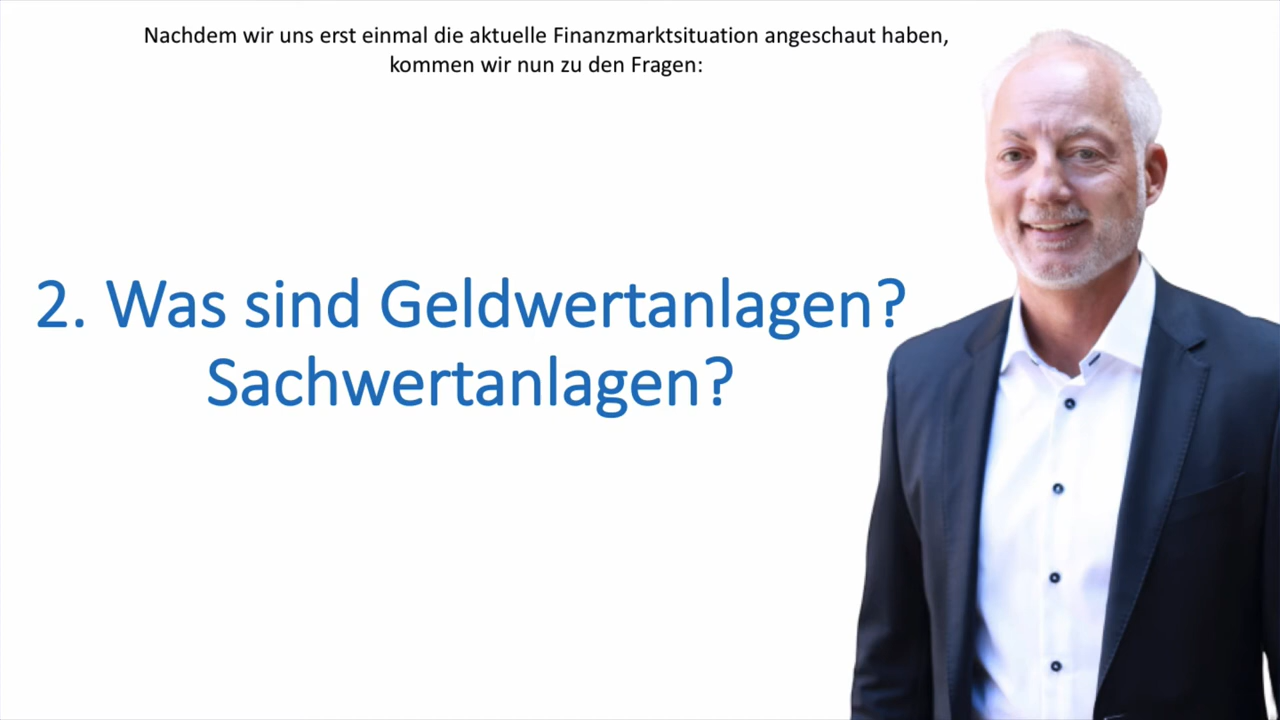 Nachdem wir uns erst einmal die aktuelle Finanzmarktsituation angeschaut haben,
kommen wir nun zu den Fragen:
2. Was sind Geldwertanlagen?
Sachwertanlagen?